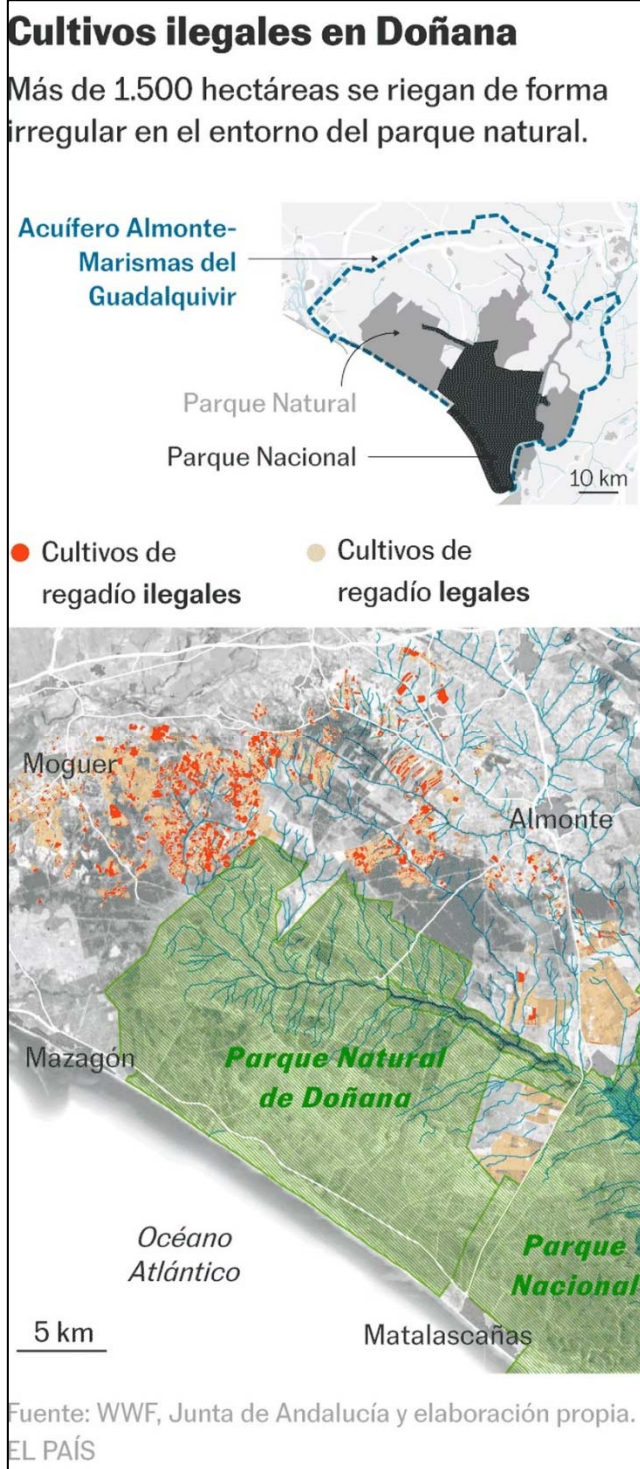 Cultivos ilegales en Doñana
Más de 1.500 hectáreas se riegan de forma
irregular en el entorno del parque natural.
Acuífero Almonte-
Marismas del
Guadalquivir
Parque Natural
Parque Nacional
10 km
Cultivos de
regadío ilegales
Cultivos de
regadío legales
Moguer
Almonte
Mazagón
Parque Natural
de Doñana
Océano
Atlántico
Parque
Nacional
5 km
Matalascañas
Fuente: WWF, Junta de Andalucía y elaboración propia.
EL PAÍS